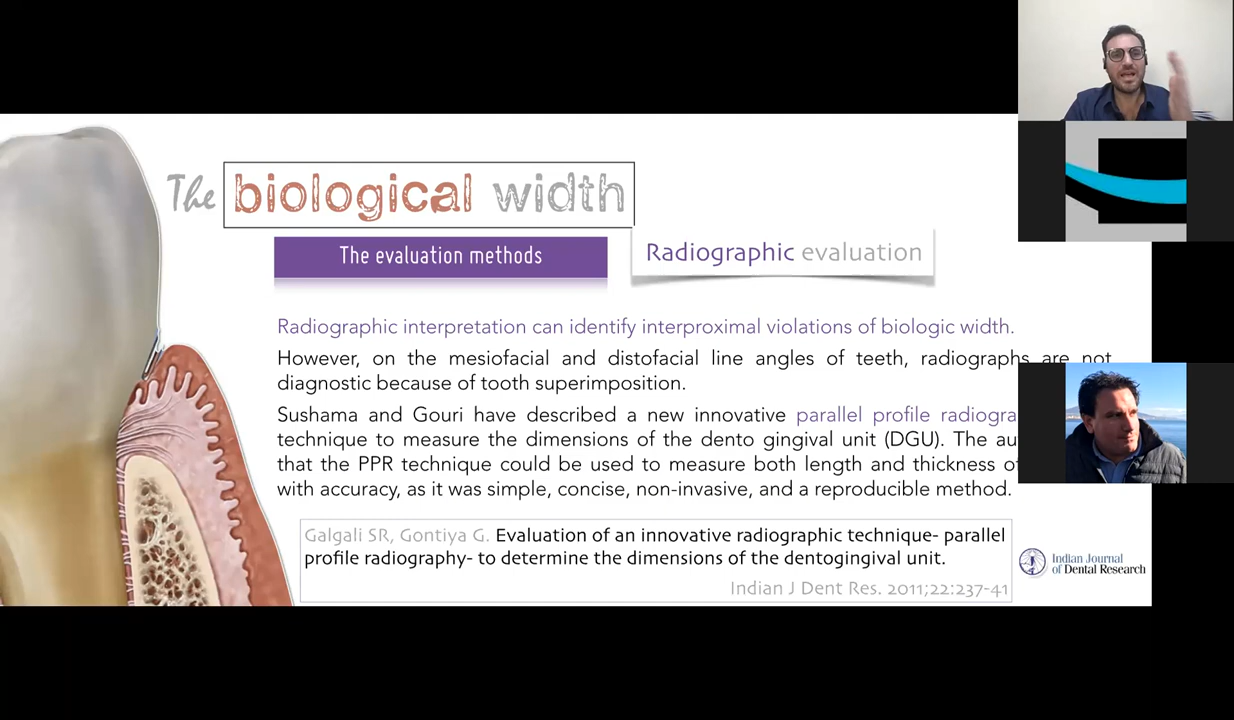 The biological width
The evaluation methods
Radiographic evaluation
Radiographic interpretation can identify interproximal violations of biologic width.
However, on the mesiofacial and distofacial line angles of teeth, radiographs are not
diagnostic because of tooth superimposition.
Sushama and Gouri have described a new innovative parallel profile
technique to measure the dimensions of the dento gingival unit (DGU). The
that the PPR technique could be used to measure both length and thickness
with accuracy, as it was simple, concise, non-invasive, and a reproducible method.
Galgali SR, Gontiya G. Evaluation of an innovative radiographic technique- parallel
profile radiography- to determine the dimensions of the dentogingival unit.
Indian J Dent Res. 2011;22:237-41
Indian Journal
of Dental Research